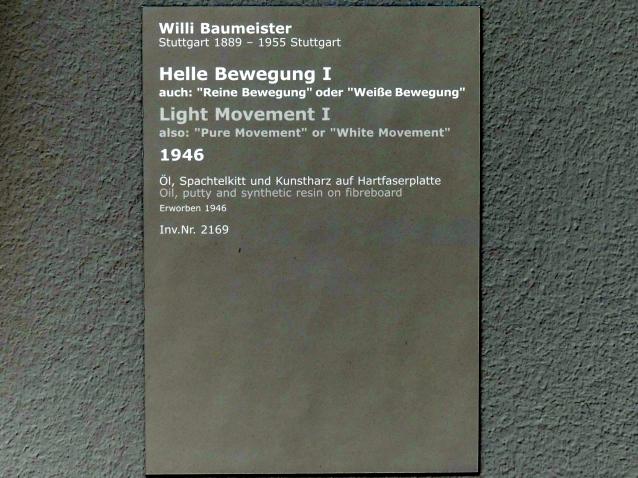 Willi Baumeister
Stuttgart 1889 – 1955 Stuttgart
Helle Bewegung I
auch: "Reine Bewegung" oder "Weiße Bewegung"
Light Movement I
also: "Pure Movement" or "White Movement"
1946
Öl, Spachtelkitt und Kunstharz auf Hartfaserplatte
Oil, putty and synthetic resin on fibreboard
Erworben 1946
Inv.Nr. 2169